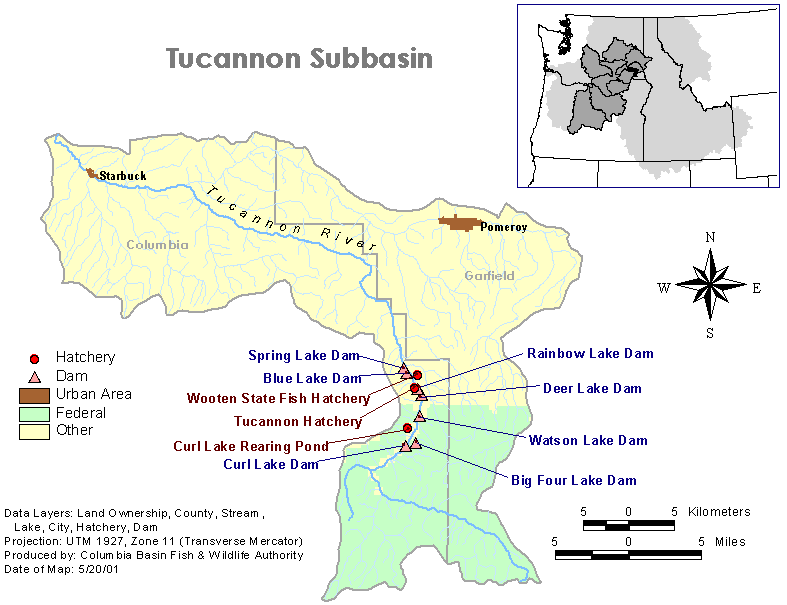 Tucannon Subbasin
Starbuck
Tucannon River
Columbia
Pomeroy
Garfield
N
W E
S
Hatchery
Dam
Urban Area
Federal
Other
Spring Lake Dam
Blue Lake Dam
Wooten State Fish Hatchery
Tucannon Hatchery
Curl Lake Rearing Pond
Curl Lake Dam
Rainbow Lake Dam
Deer Lake Dam
Watson Lake Dam
Big Four Lake Dam
Data Layers: Land Ownership, County, Stream,
Lake, City, Hatchery, Dam
Projection: UTM 1927, Zone 11 (Transverse Mercator)
Produced by: Columbia Basin Fish & Wildlife Authority
Date of Map: 5/20/01
5 0 5 Kilometers
5 0 5 Miles